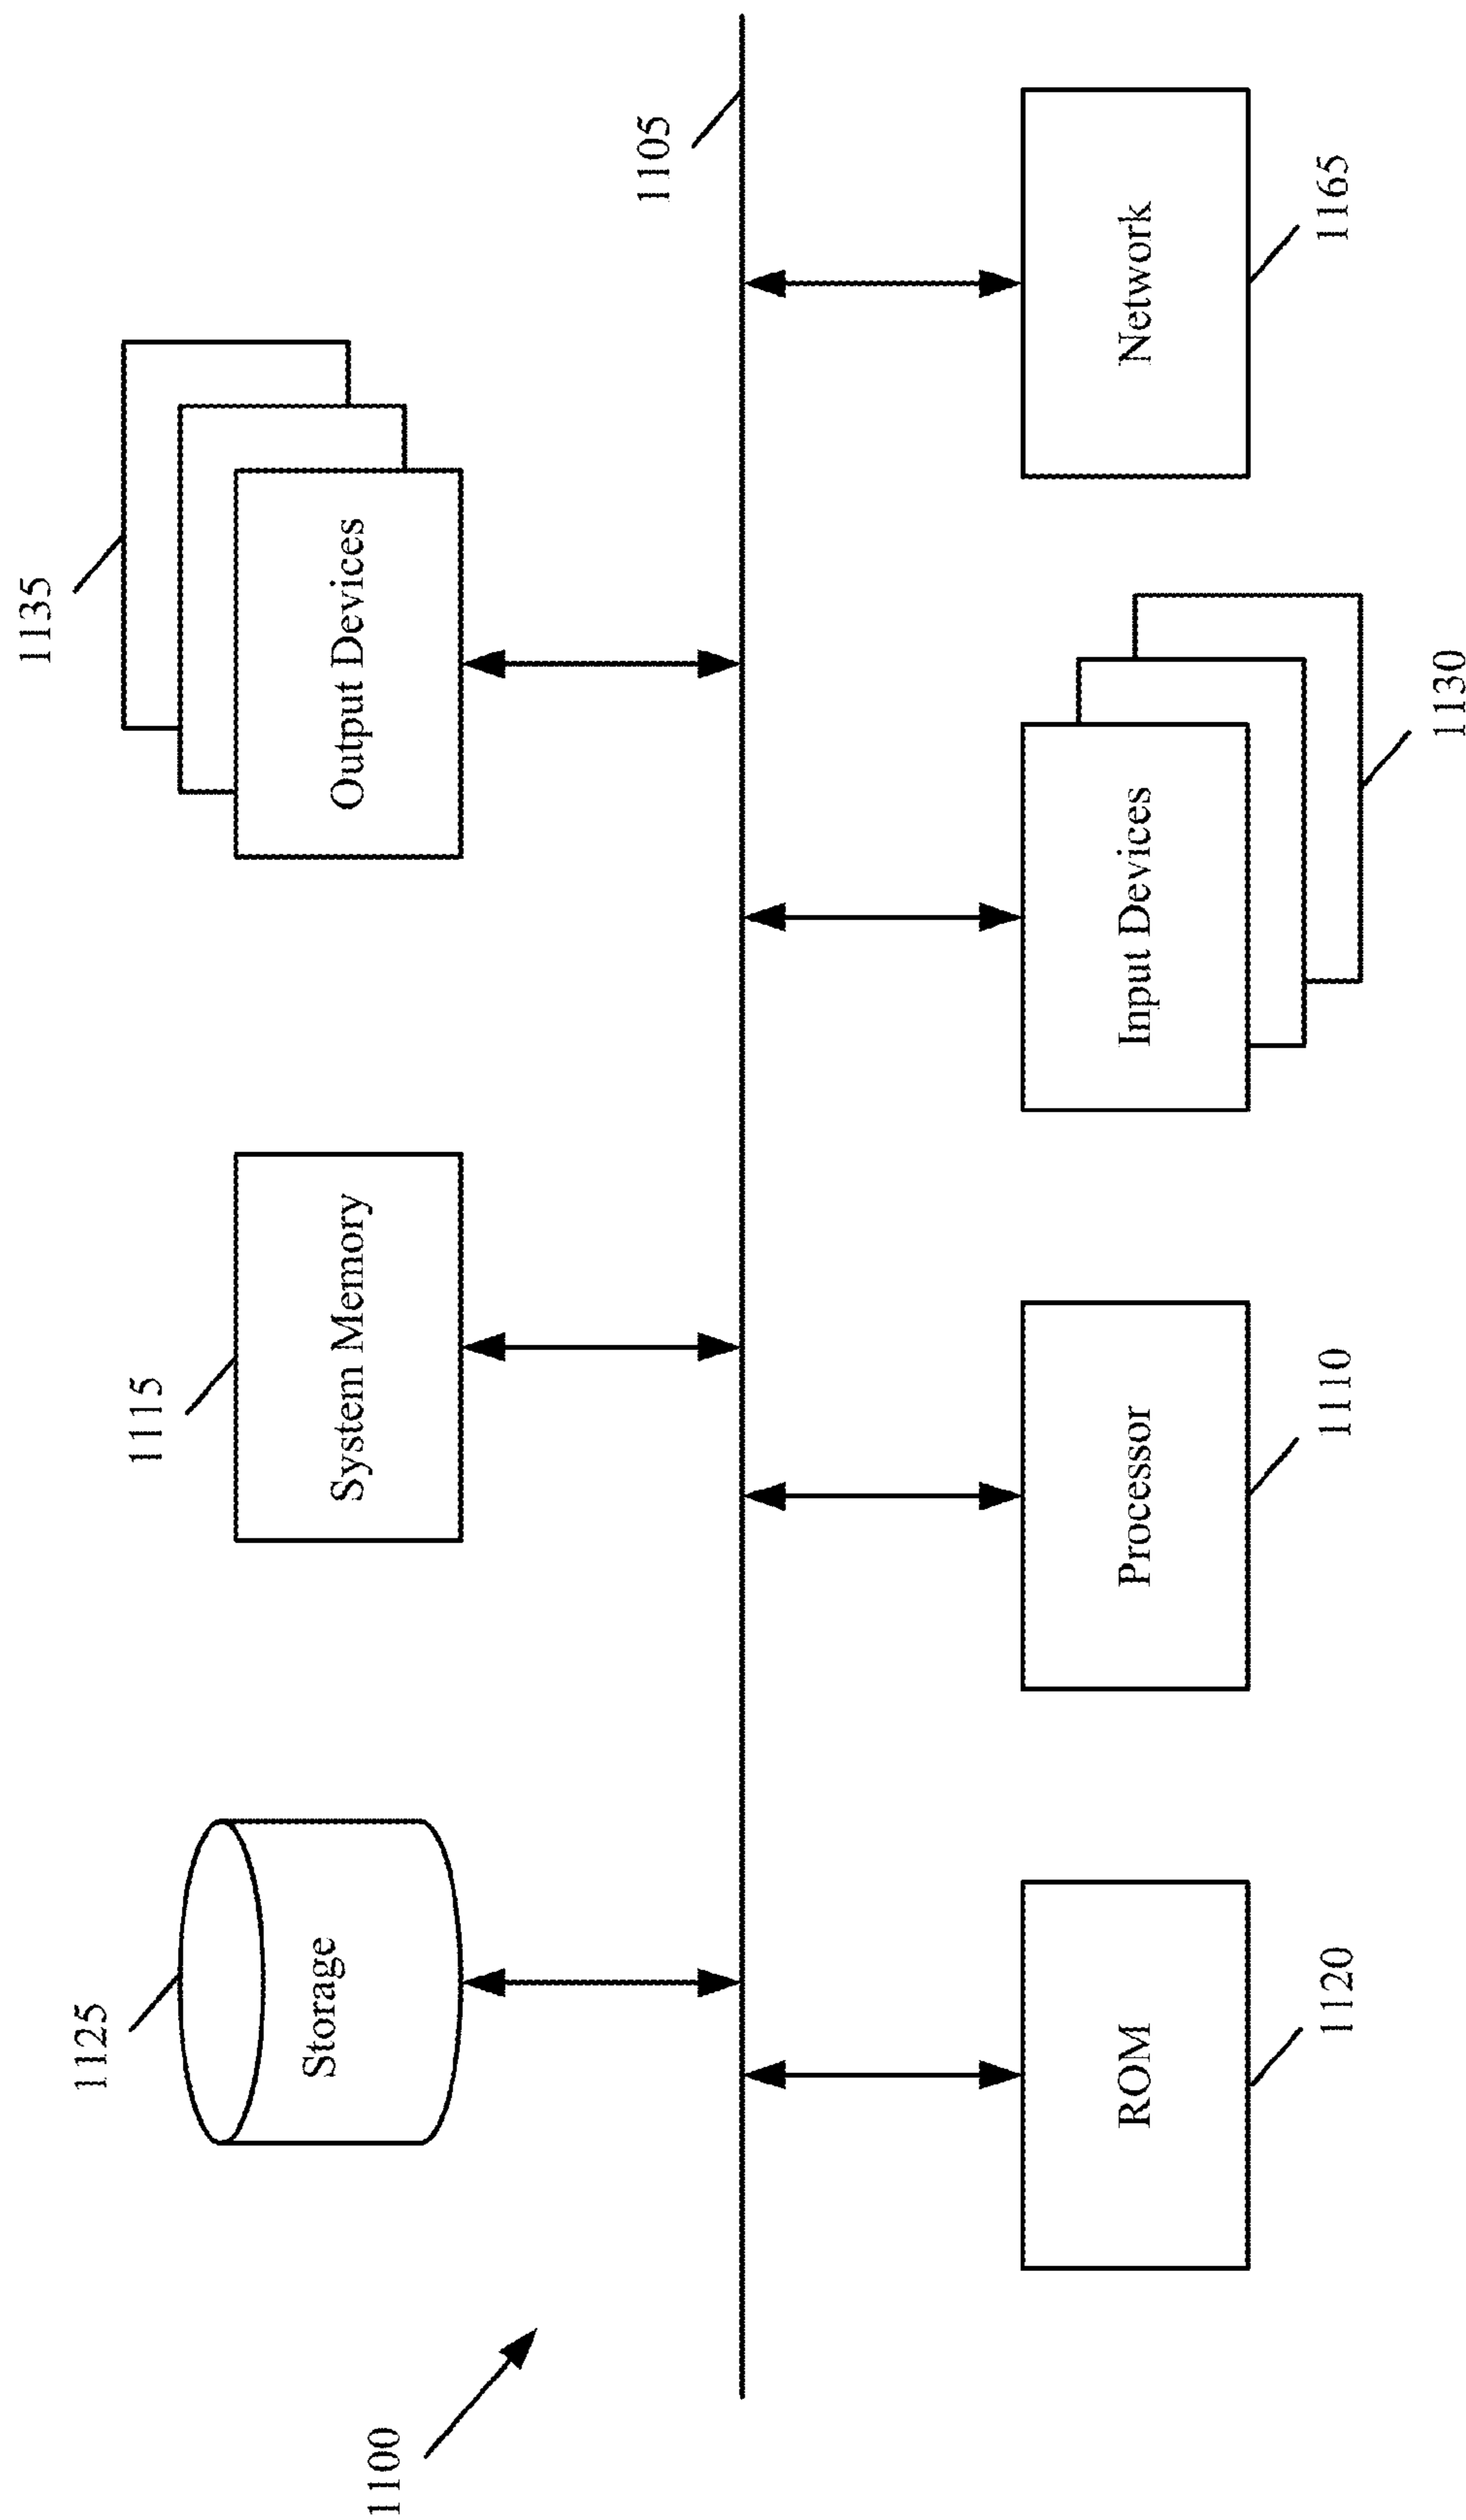 1125
Storage
1115
System Memory
1135
Output Devices
1105
1100
ROM
1120
Processor
1110
Input Devices
1130
Network
1165